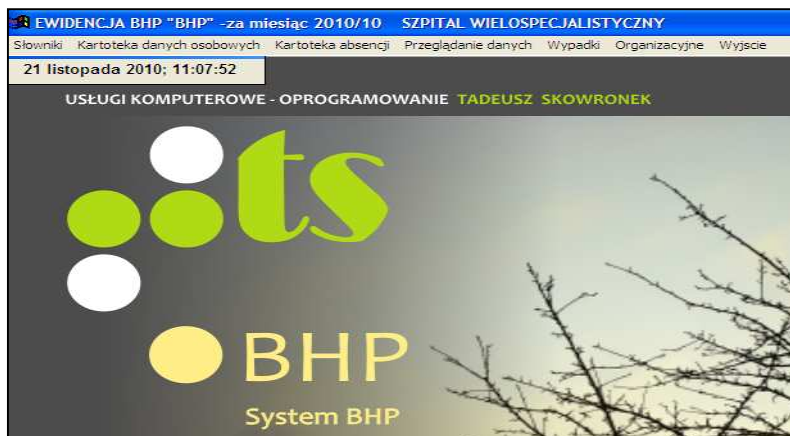 EWIDENCJA BHP "BHP" -za miesiąc 2010/10 SZPITAL WIELOSPECJALISTYCZNY
Słowniki Kartoteka danych osobowych Kartoteka absencji Przeglądanie danych Wypadki Organizacyjne Wyjscie
21 listopada 2010; 11:07:52
USŁUGI KOMPUTEROWE - OPROGRAMOWANIE TADEUSZ SKOWRONEK
ts
BHP
System BHP